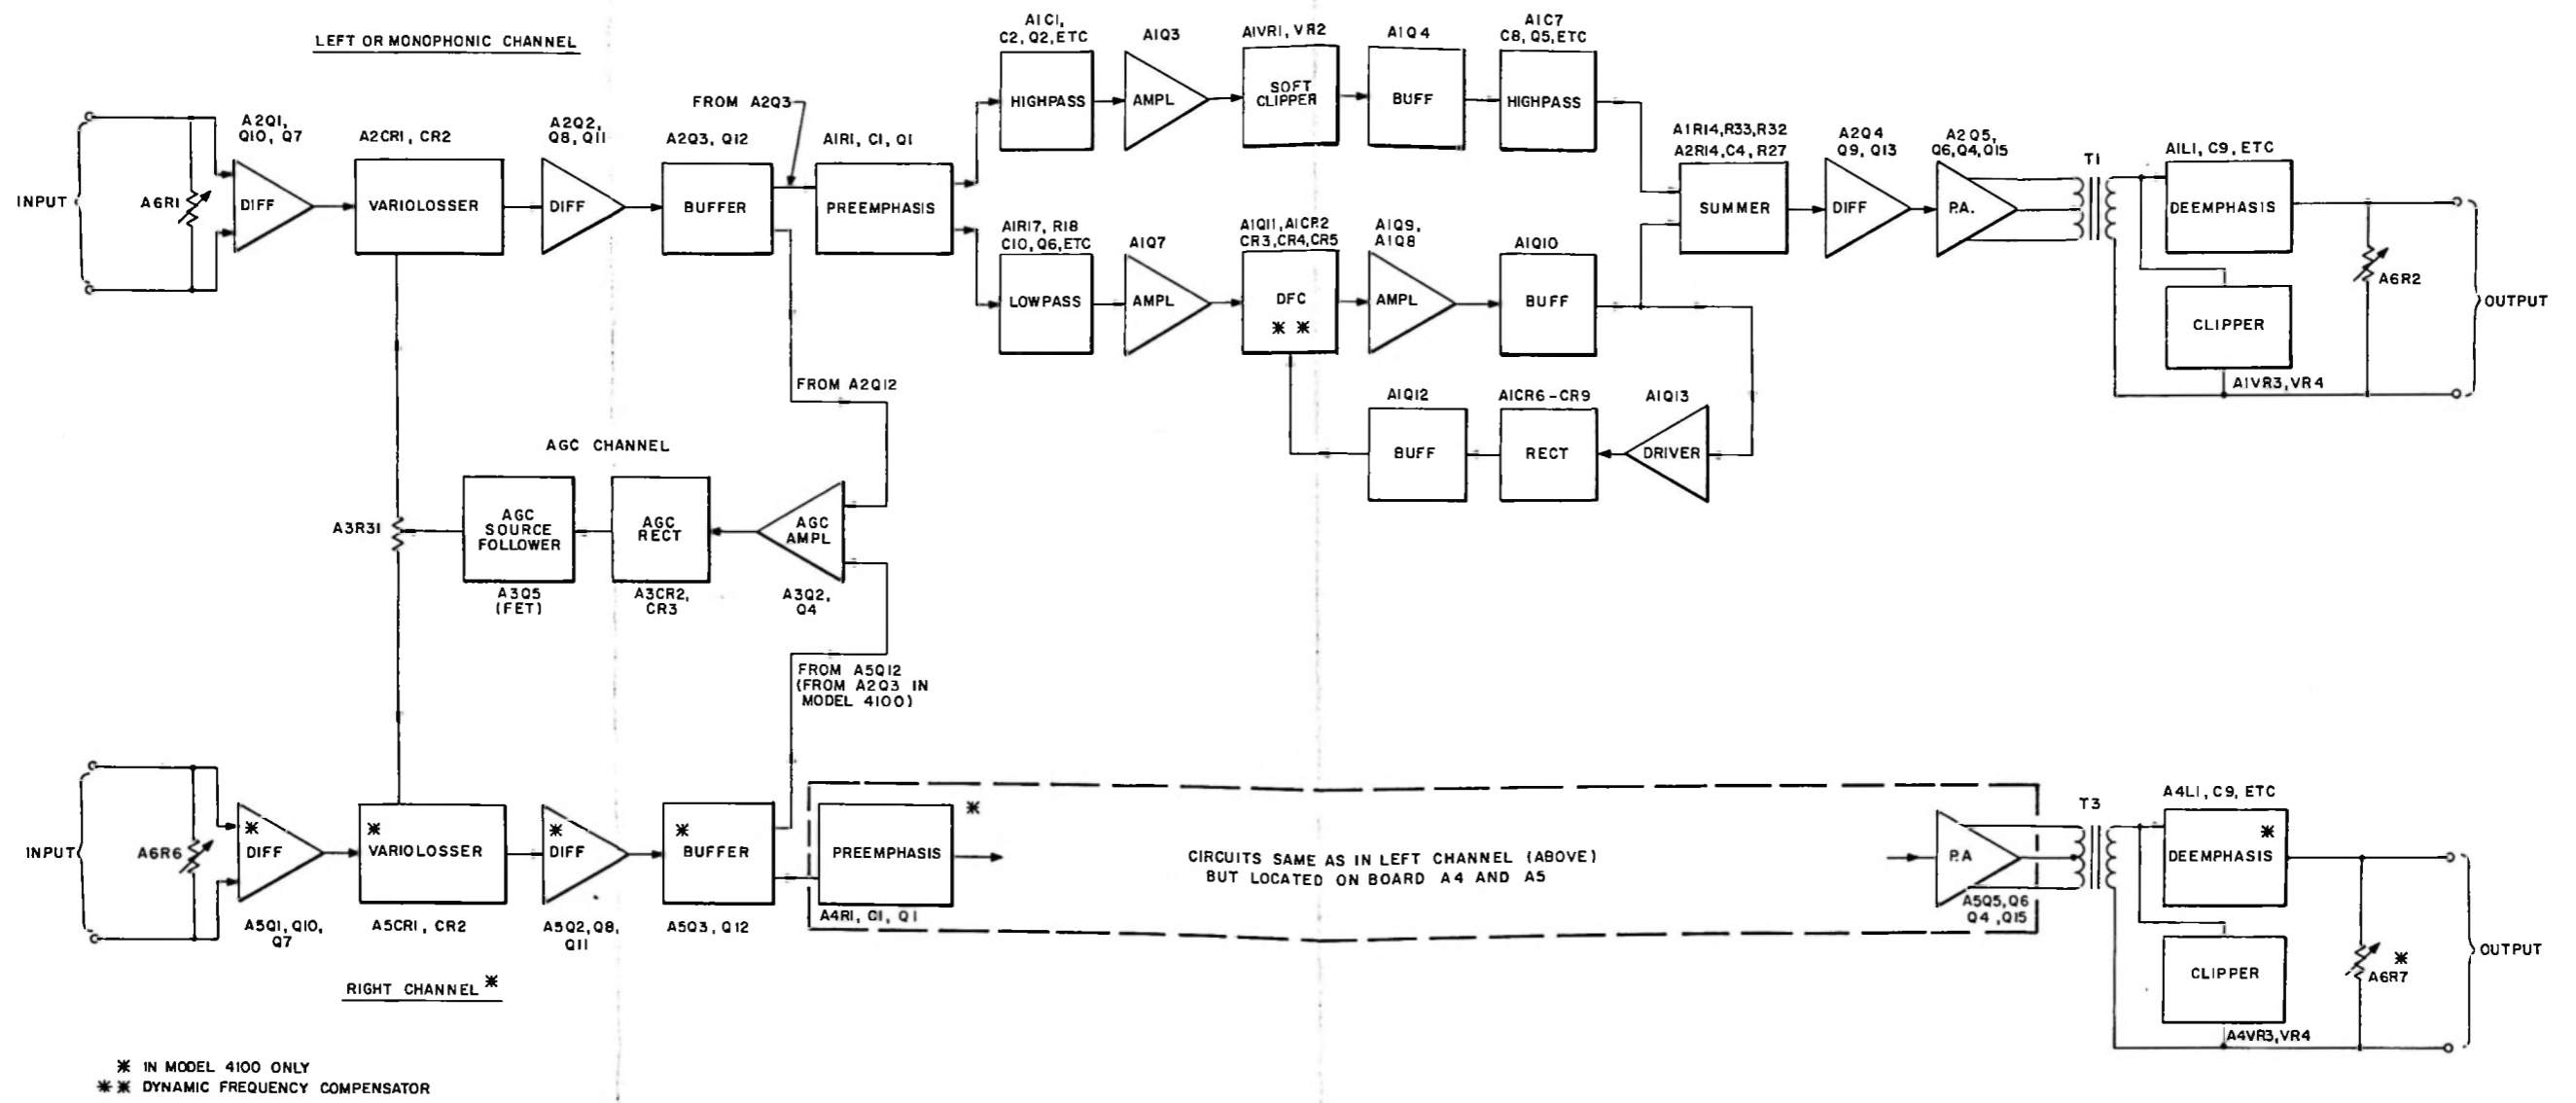 LEFT OR MONOPHONIC CHANNEL
INPUT
A6R1
A2Q1,
Q10, Q7
DIFF
A2CR1, CR2
VARIOLOSSER
A2Q2,
Q8, Q11
DIFF
A2Q3, Q12
BUFFER
FROM A2Q3
A1R1, C1, Q1
PREEMPHASIS
A1C1,
C2, Q2, ETC
HIGHPASS
A1Q3
AMPL
A1VR1, VR2
SOFT
CLIPPER
A1Q4
BUFF
A1C7
C8, Q5, ETC
HIGHPASS
A1R17, R18
C10, Q6, ETC
LOWPASS
A1Q7
AMPL
A1Q11, A1CR2
CR3, CR4, CR5
DFC
* *
A1Q9,
A1Q8
AMPL
A1Q10
BUFF
A1R14, R33, R32
A2R14, C4, R27
SUMMER
A2Q4
Q9, Q13
DIFF
A2Q5,
Q6, Q4, Q15
P.A.
T1
A1L1, C9, ETC
DEEMPHASIS
CLIPPER
A1VR3, VR4
A6R2
OUTPUT
FROM A2Q12
A1Q12
BUFF
A1CR6-CR9
RECT
A1Q13
DRIVER
AGC CHANNEL
A3R31
AGC
SOURCE
FOLLOWER
A3Q5
(FET)
AGC
RECT
A3CR2,
CR3
AGC
AMPL
A3Q2,
Q4
FROM A5Q12
(FROM A2Q3 IN
MODEL 4100)
INPUT
A6R6
*
DIFF
A5Q1, Q10,
Q7
*
VARIOLOSSER
A5CR1, CR2
*
DIFF
A5Q2, Q8,
Q11
*
BUFFER
A5Q3, Q12
PREEMPHASIS
A4R1, C1, Q1
*
CIRCUITS SAME AS IN LEFT CHANNEL (ABOVE)
BUT LOCATED ON BOARD A4 AND A5
P.A
A5Q5, Q6
Q4, Q15
T3
A4L1, C9, ETC
*
DEEMPHASIS
CLIPPER
A4VR3, VR4
*
A6R7
OUTPUT
RIGHT CHANNEL *
* IN MODEL 4100 ONLY
* * DYNAMIC FREQUENCY COMPENSATOR